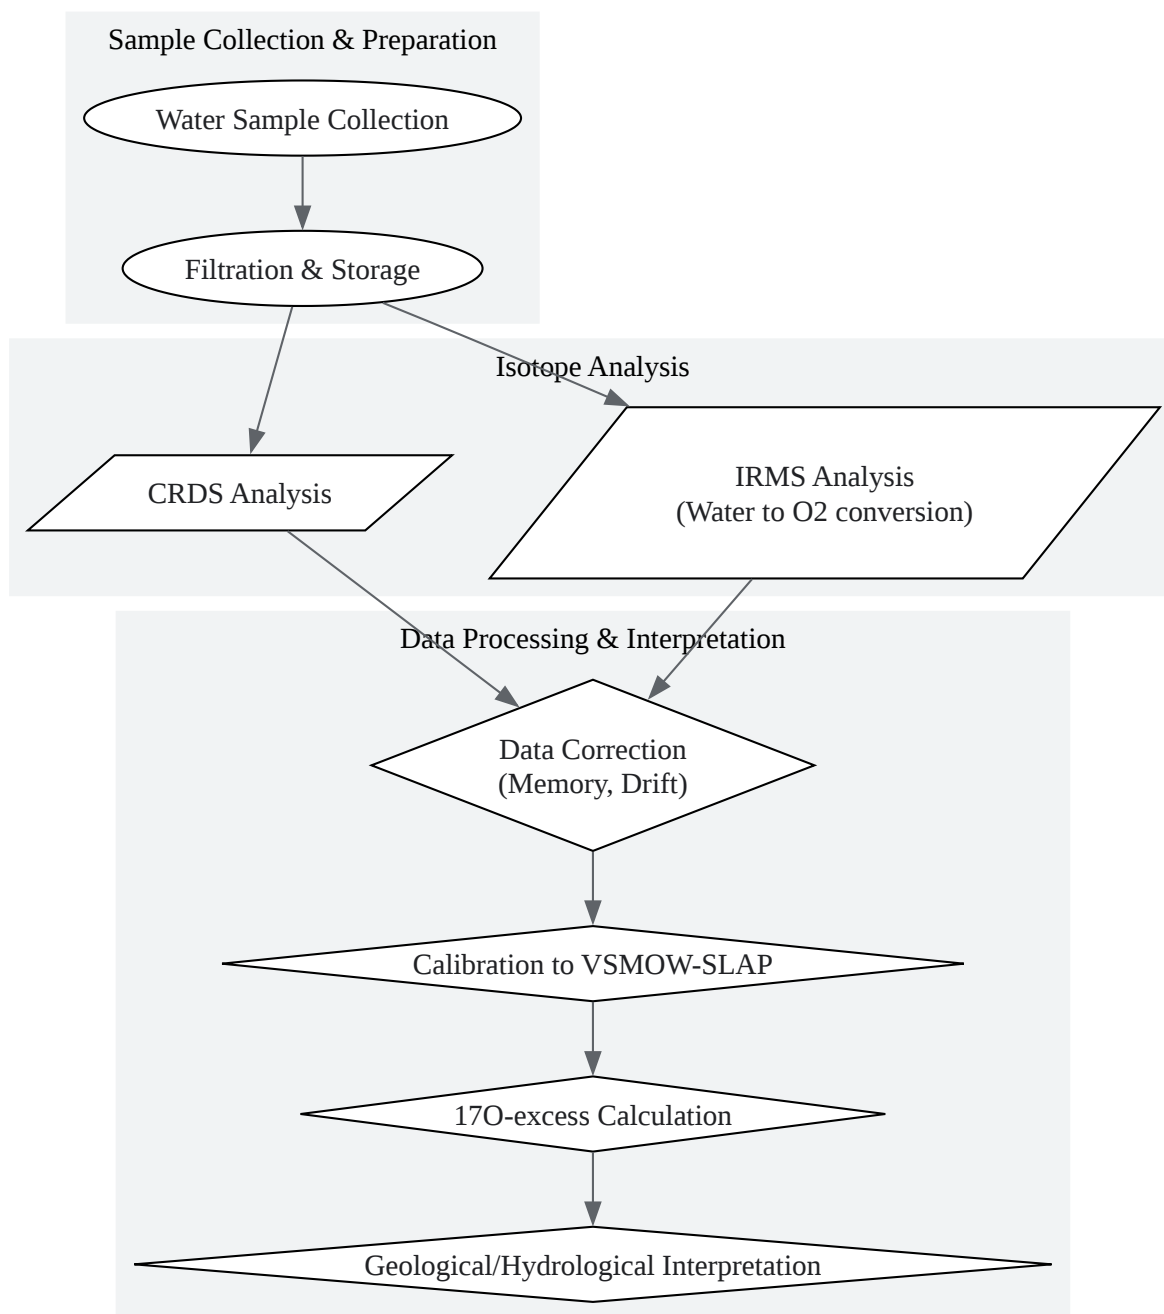 Sample Collection & Preparation
Water Sample Collection
Filtration & Storage
Isotope Analysis
CRDS Analysis
IRMS Analysis
(Water to O2 conversion)
Data Processing & Interpretation
Data Correction
(Memory, Drift)
Calibration to VSMOW-SLAP
17O-excess Calculation
Geological/Hydrological Interpretation